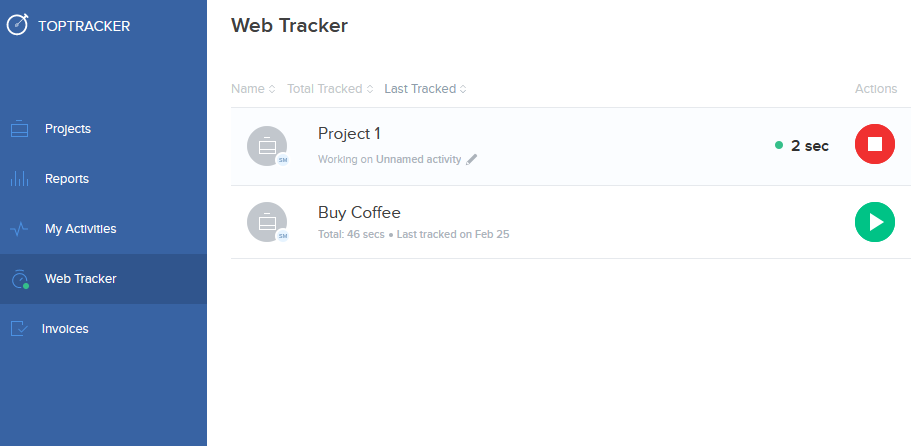 TOPTRACKER
Web Tracker
Name Total Tracked Last Tracked Actions
Projects
Reports
My Activities
Web Tracker
Invoices
Project 1
SM
Working on Unnamed activity
2 sec
Buy Coffee
SM
Total: 46 secs • Last tracked on Feb 25